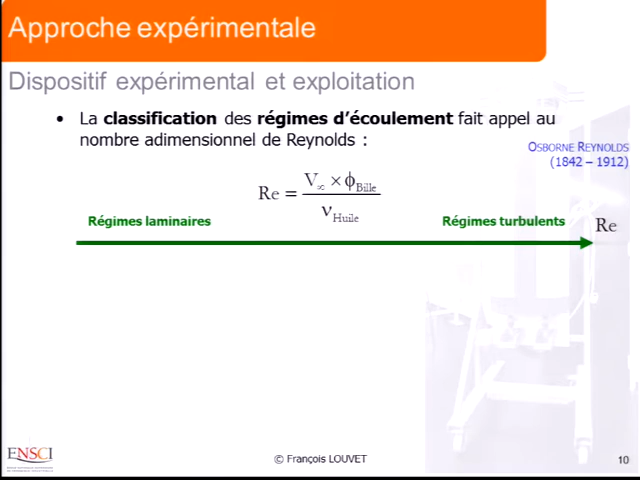 Approche expérimentale
Dispositif expérimental et exploitation
• La classification des régimes d'écoulement fait appel au
nombre adimensionnel de Reynolds :
OSBORNE REYNOLDS
(1842 – 1912)
Re = V∞ × ϕBille / νHuile
Régimes laminaires
Régimes turbulents
Re
ENSCI
© François LOUVET
10